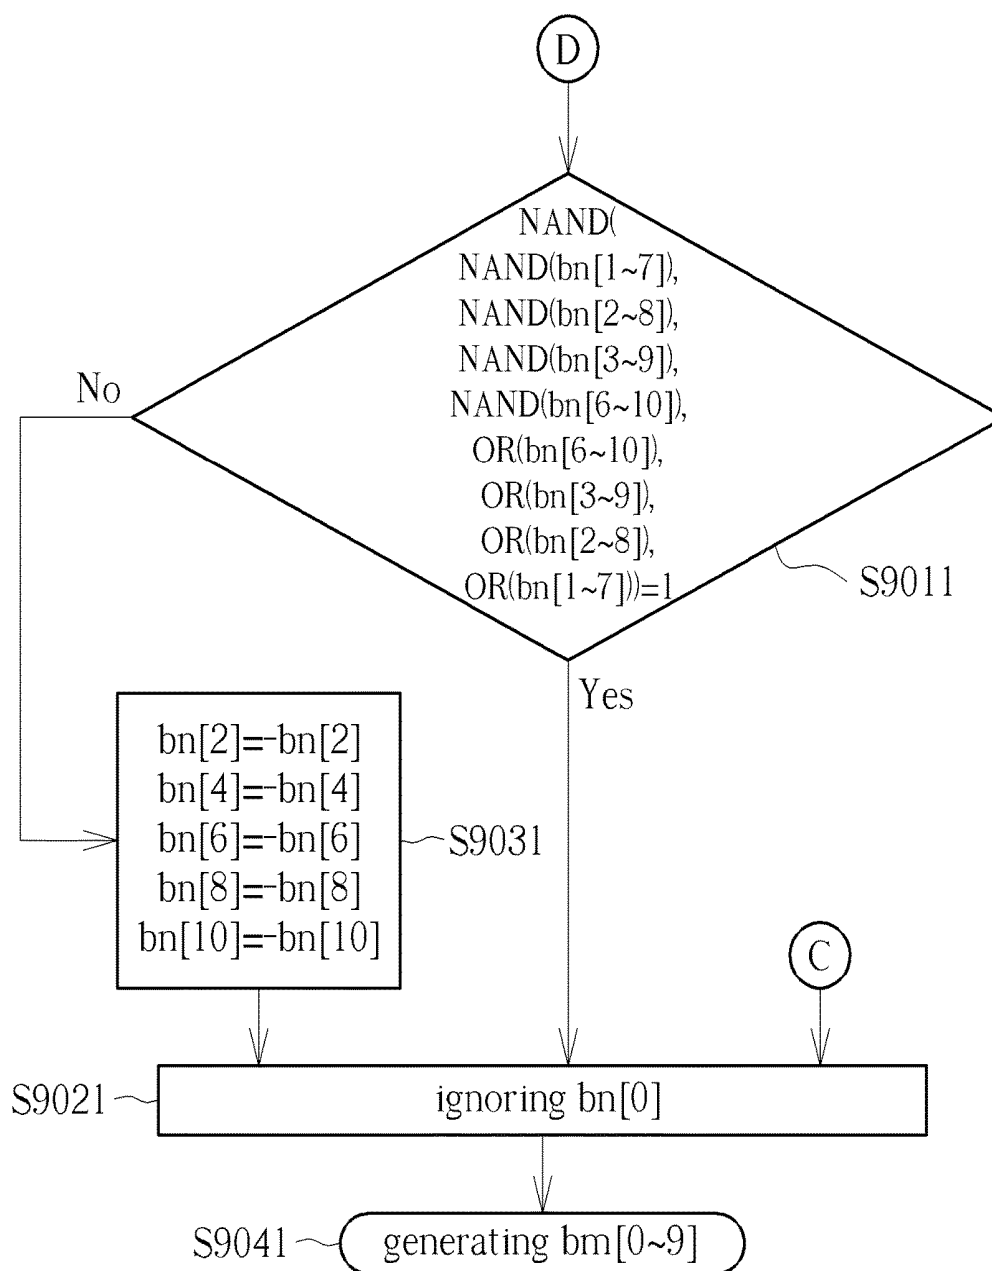 D
NAND(
NAND(bn[1~7]),
NAND(bn[2~8]),
NAND(bn[3~9]),
NAND(bn[6~10]),
OR(bn[6~10]),
OR(bn[3~9]),
OR(bn[2~8]),
OR(bn[1~7]))=1
No
S9011
Yes
bn[2]=-bn[2]
bn[4]=-bn[4]
bn[6]=-bn[6]
bn[8]=-bn[8]
bn[10]=-bn[10]
S9031
C
S9021
ignoring bn[0]
S9041
generating bm[0~9]